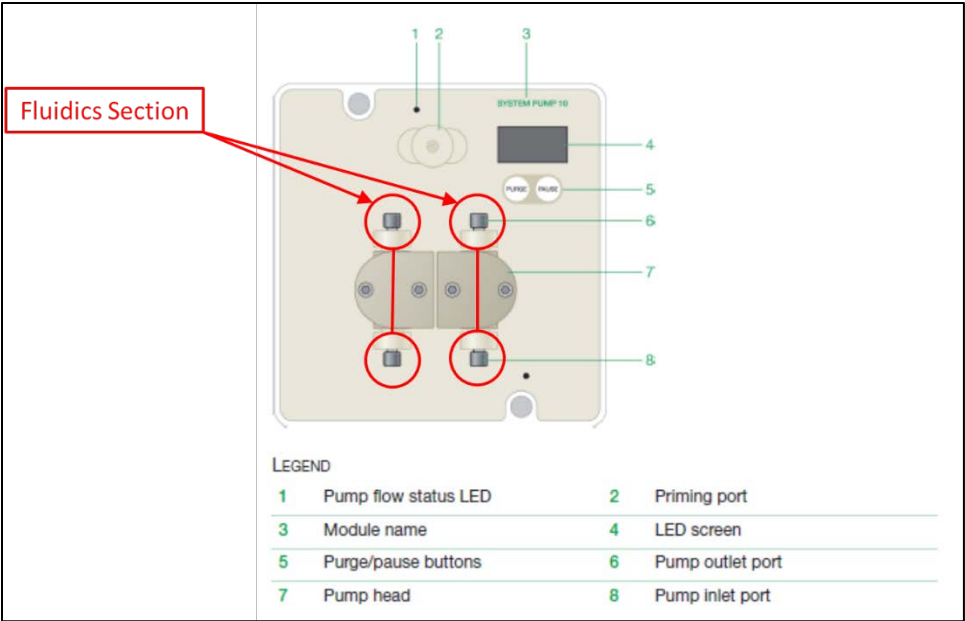 1 2 3
Fluidics Section
SYSTEM PUMP 10
4
PURGE PAUSE 5
6
7
8
LEGEND
1 Pump flow status LED 2 Priming port
3 Module name 4 LED screen
5 Purge/pause buttons 6 Pump outlet port
7 Pump head 8 Pump inlet port